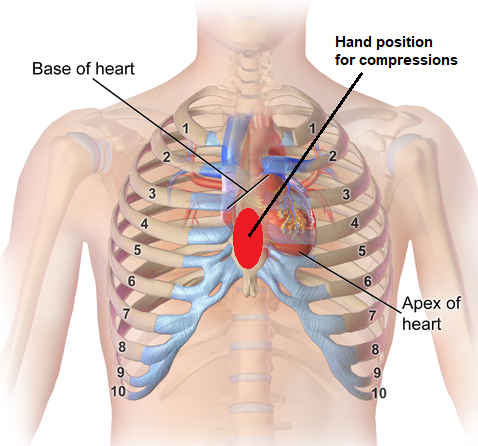 Hand position
for compressions
Base of heart
1 1
2 2
3 3
4 4
5 5
6 6
Apex of
heart
7 7
8 8
9 9
10 10